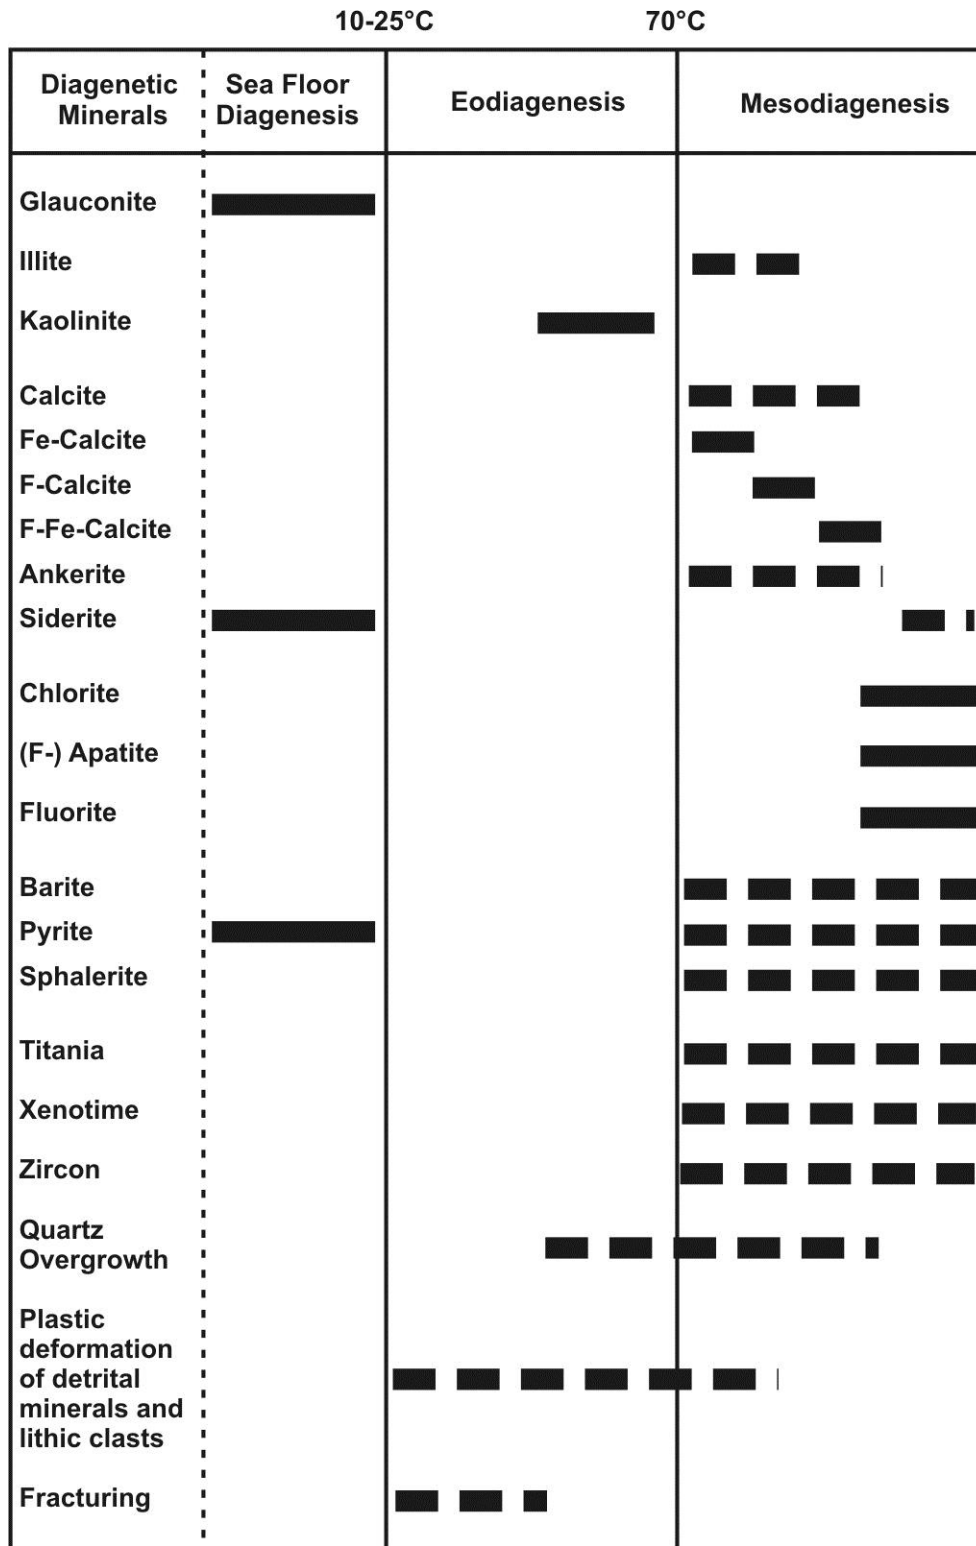 10-25°C 70°C
Diagenetic
Minerals
Sea Floor
Diagenesis
Eodiagenesis
Mesodiagenesis
Glauconite
Illite
Kaolinite
Calcite
Fe-Calcite
F-Calcite
F-Fe-Calcite
Ankerite
Siderite
Chlorite
(F-) Apatite
Fluorite
Barite
Pyrite
Sphalerite
Titania
Xenotime
Zircon
Quartz
Overgrowth
Plastic
deformation
of detrital
minerals and
lithic clasts
Fracturing